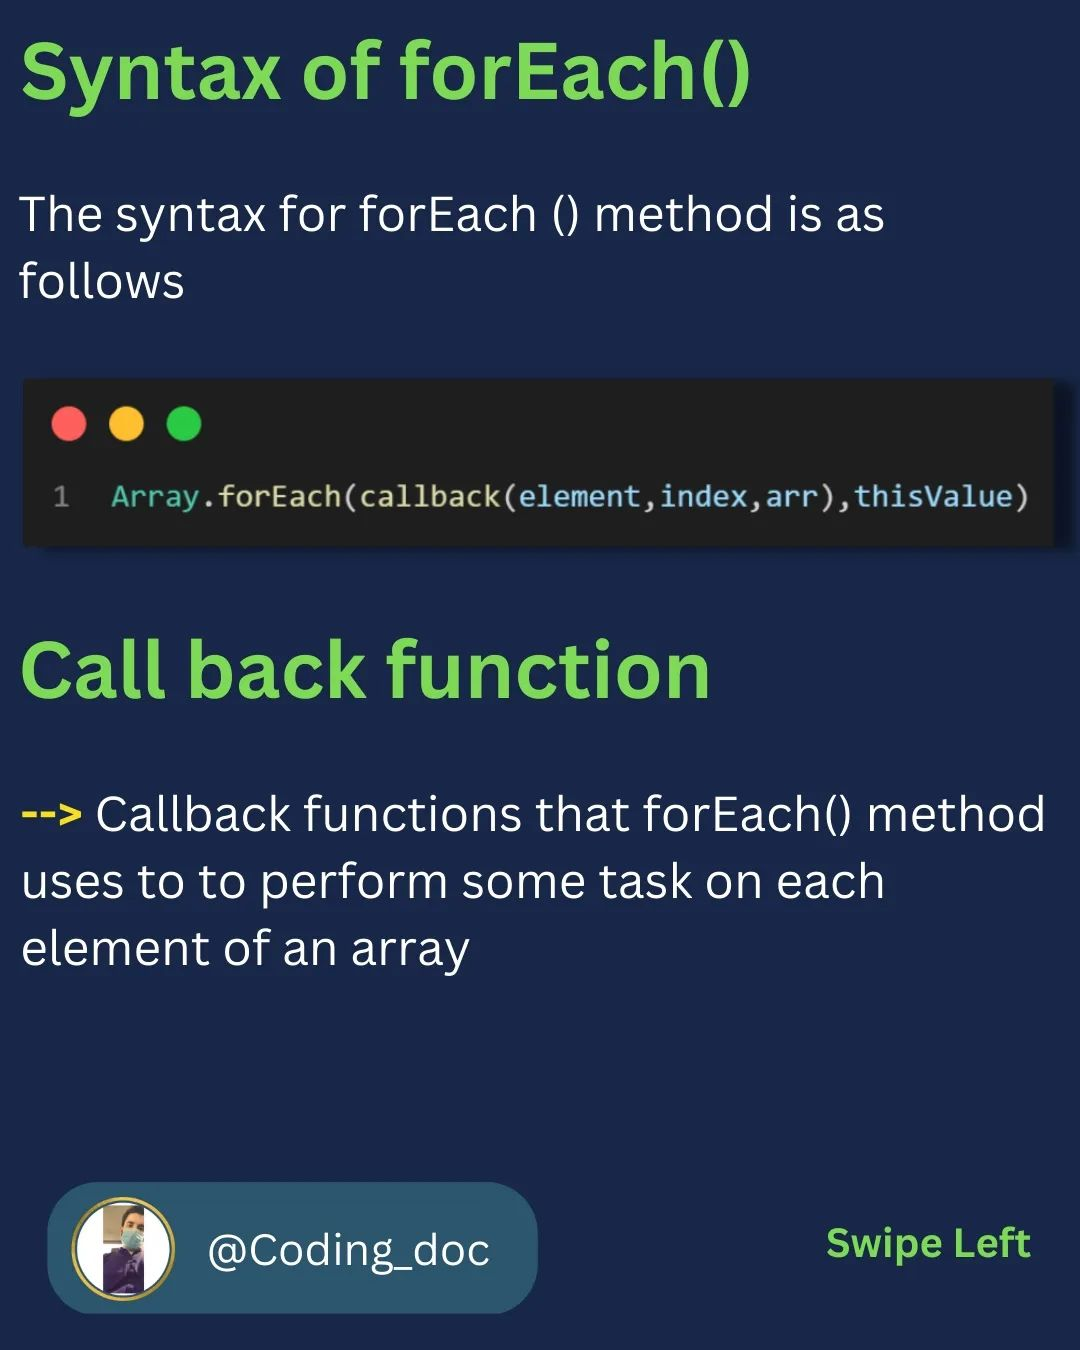 Syntax of forEach()
The syntax for forEach () method is as
follows
1 Array.forEach(callback(element,index,arr),thisValue)
Call back function
--> Callback functions that forEach() method
uses to to perform some task on each
element of an array
@Coding_doc
Swipe Left